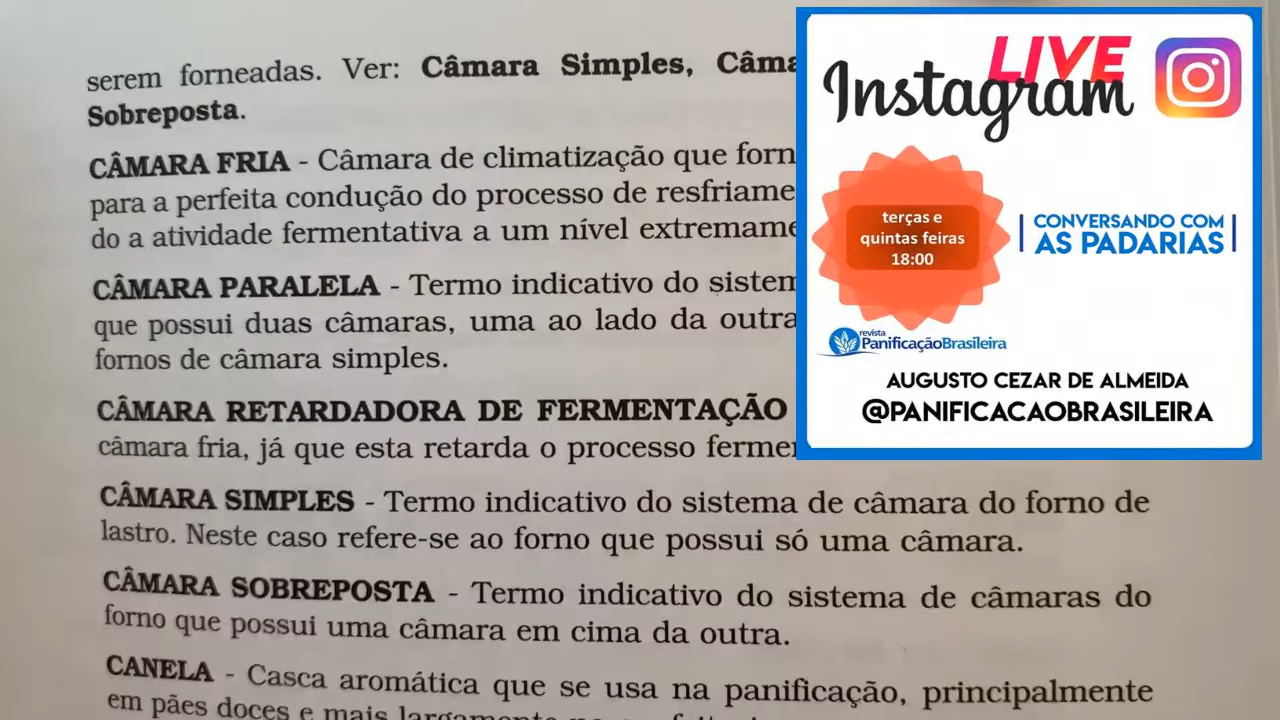 serem forneadas. Ver: Câmara Simples, Câma
Sobreposta.
CÂMARA FRIA - Câmara de climatização que forn
para a perfeita condução do processo de resfriame
do a atividade fermentativa a um nível extremame
CÂMARA PARALELA - Termo indicativo do sistem
que possui duas câmaras, uma ao lado da outra
fornos de câmara simples.
CÂMARA RETARDADORA DE FERMENTAÇÃO
câmara fria, já que esta retarda o processo ferme
CÂMARA SIMPLES - Termo indicativo do sistema de câmara do forno de
lastro. Neste caso refere-se ao forno que possui só uma câmara.
CÂMARA SOBREPOSTA - Termo indicativo do sistema de câmaras do
forno que possui uma câmara em cima da outra.
CANELA - Casca aromática que se usa na panificação, principalmente
em pães doces e mais largamente
LIVE
Instagram
terças e
quintas feiras
18:00
CONVERSANDO COM
AS PADARIAS
revista
PanificaçãoBrasileira
AUGUSTO CEZAR DE ALMEIDA
@PANIFICACAOBRASILEIRA